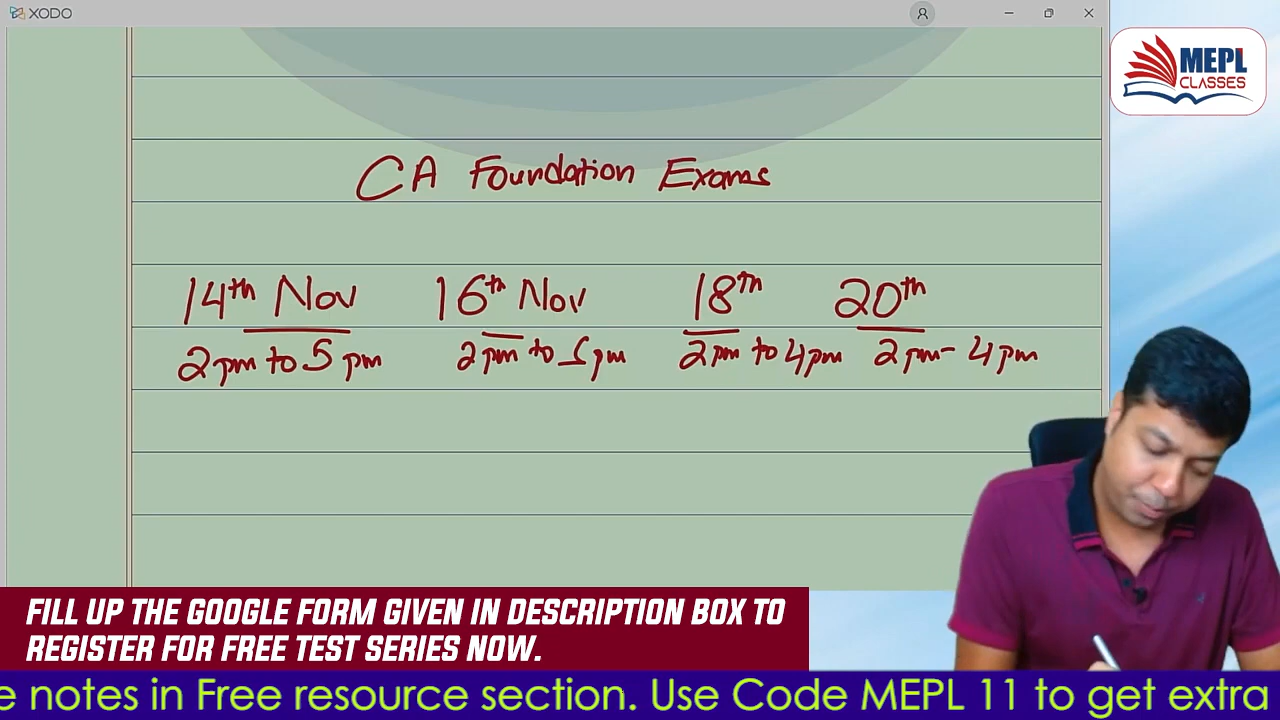 XODO
MEPL
CLASSES
CA Foundation Exams
14th Nov 16th Nov 18Th 20th
2pm to 5 pm 2pm to 5pm 2pm to 4pm 2pm- 4pm
FILL UP THE GOOGLE FORM GIVEN IN DESCRIPTION BOX TO
REGISTER FOR FREE TEST SERIES NOW.
e notes in Free resource section. Use Code MEPL 11 to get extra